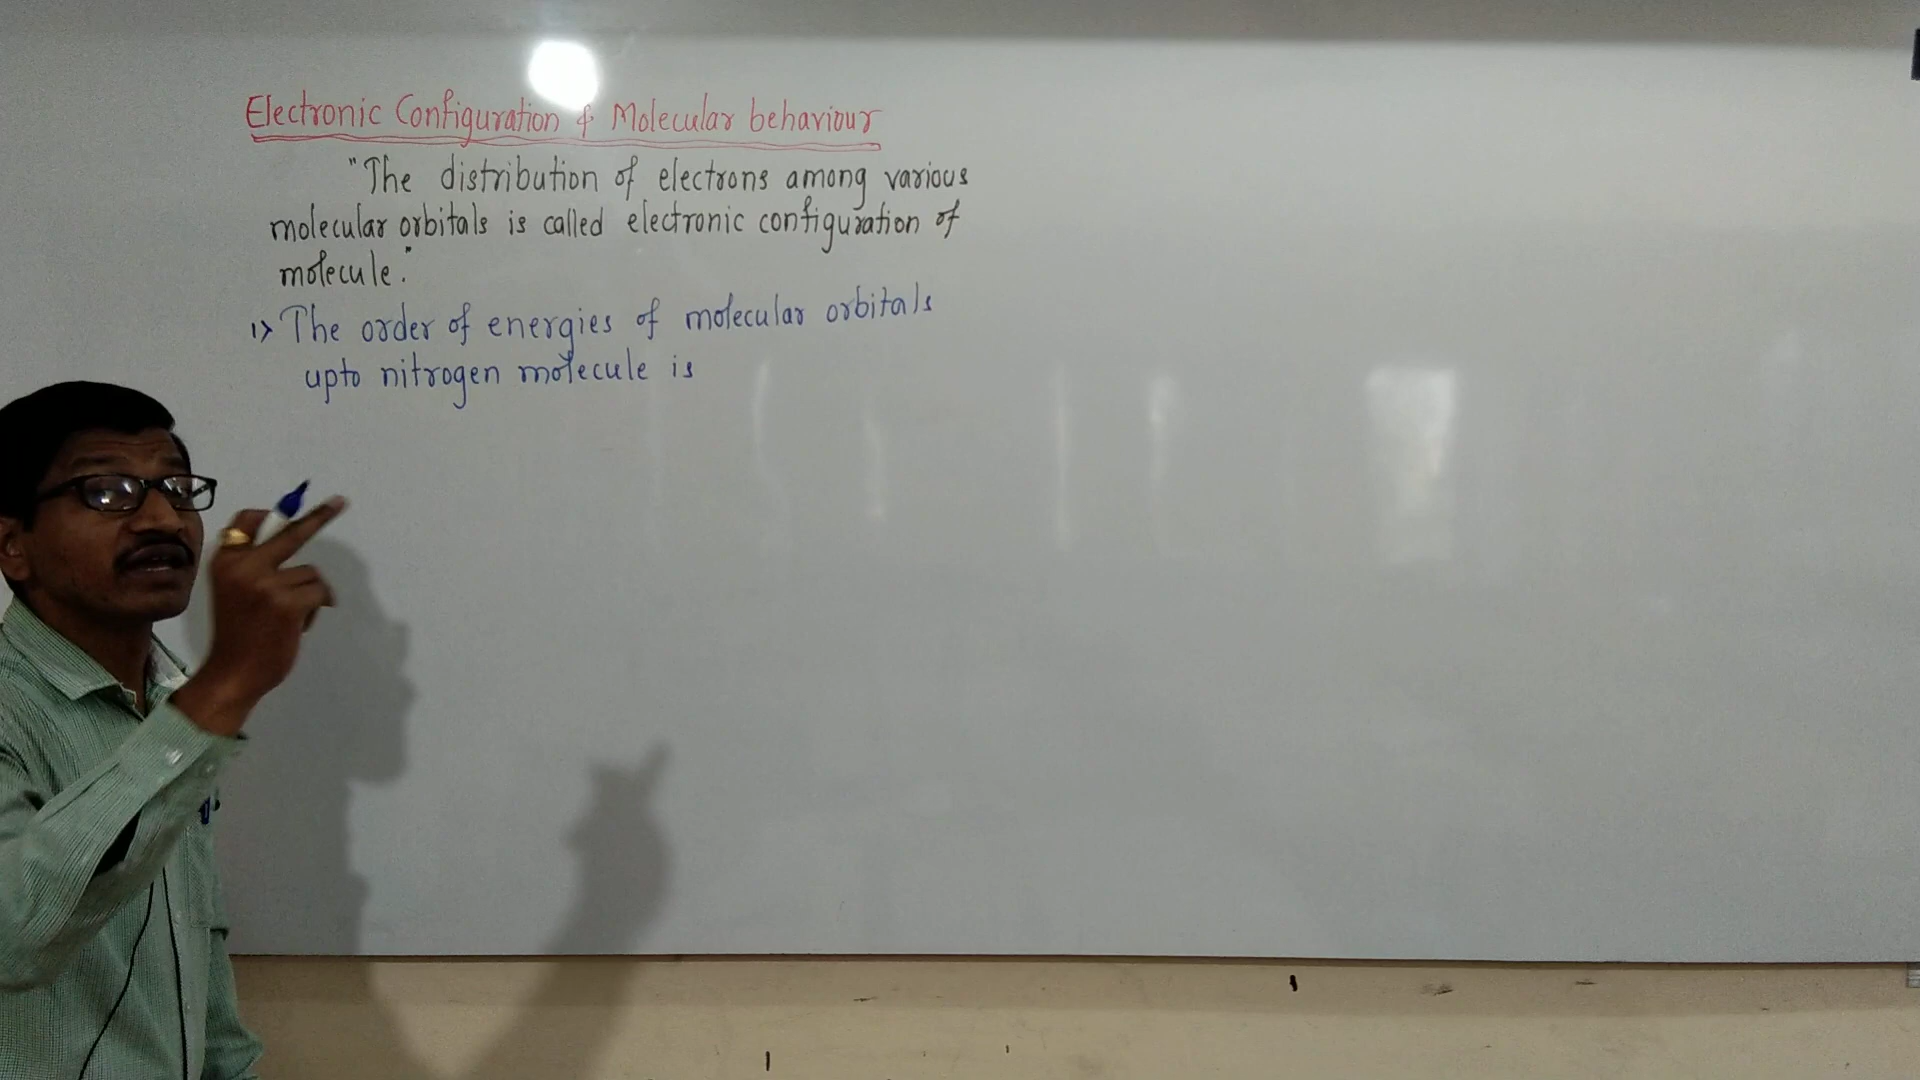 Electronic Configuration & Molecular behaviour
"The distribution of electrons among various
molecular orbitals is called electronic configuration of
molecule."
1> The order of energies of molecular orbitals
upto nitrogen molecule is